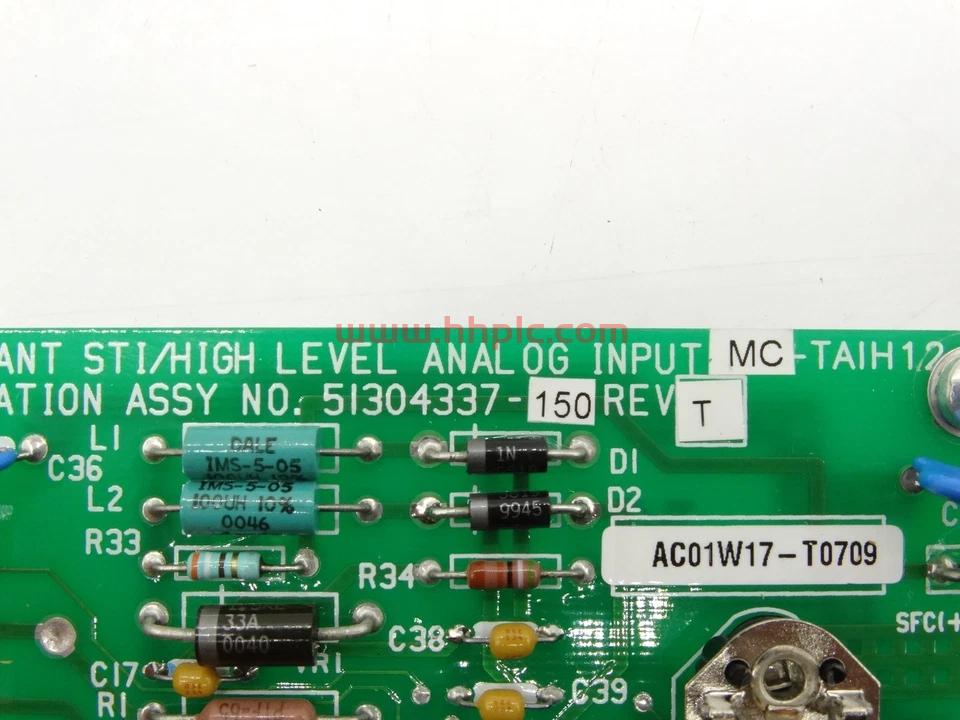 www.hhplc.com
ANT STI/HIGH LEVEL ANALOG INPUT MC-TAIH12
ATION ASSY NO. 51304337-150 REV T
L1
DALE
IMS-5-05
1N
D1
C36
L2
IMS-5-05
100UH 10%
0046
9945
D2
R33
AC01W17-T0709
R34
33A
0040
C38
SFC(+
C17
VR1
C39
R1